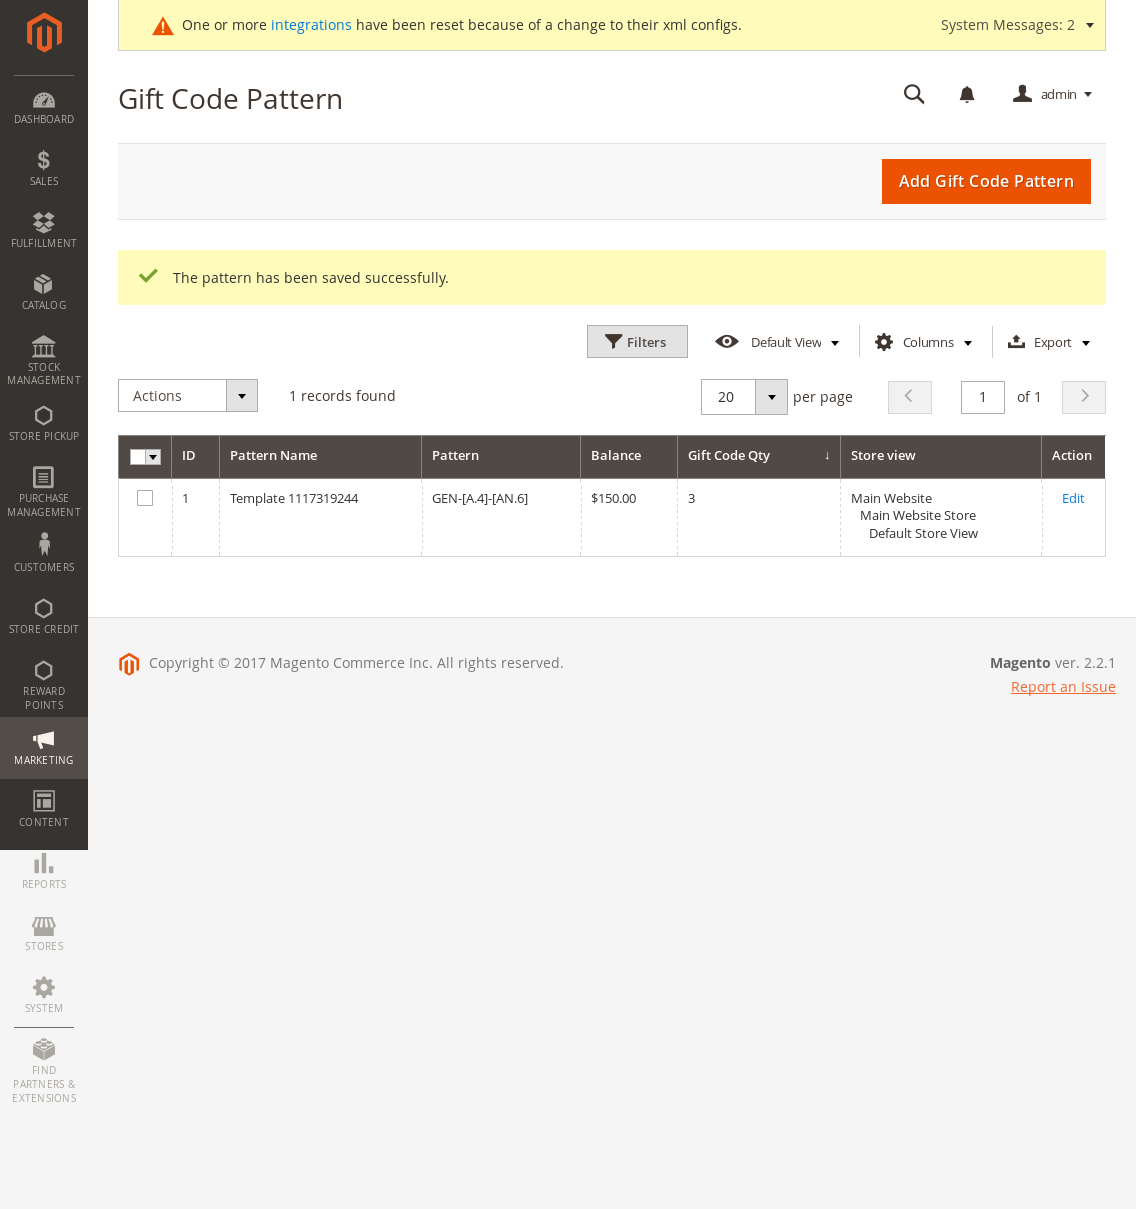 One or more integrations have been reset because of a change to their xml configs.
System Messages: 2
Gift Code Pattern
admin
Add Gift Code Pattern
The pattern has been saved successfully.
Filters
Default View
Columns
Export
Actions
1 records found
20
per page
1
of 1
ID
Pattern Name
Pattern
Balance
Gift Code Qty ↓
Store view
Action
1
Template 1117319244
GEN-[A.4]-[AN.6]
$150.00
3
Main Website
Main Website Store
Default Store View
Edit
Copyright © 2017 Magento Commerce Inc. All rights reserved.
Magento ver. 2.2.1
Report an Issue
DASHBOARD
$
SALES
FULFILLMENT
CATALOG
STOCK
MANAGEMENT
STORE PICKUP
PURCHASE
MANAGEMENT
CUSTOMERS
STORE CREDIT
REWARD
POINTS
MARKETING
CONTENT
REPORTS
STORES
SYSTEM
FIND
PARTNERS &
EXTENSIONS